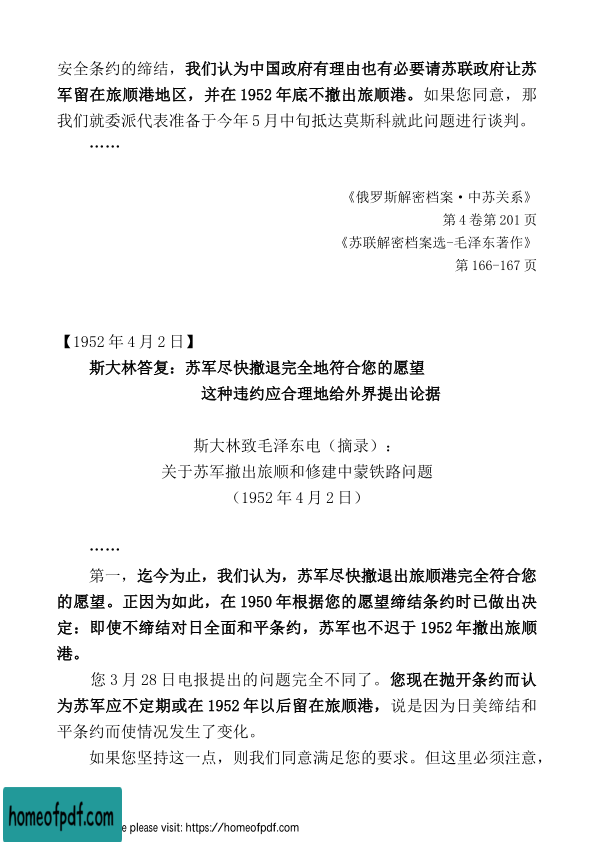 安全条约的缔结，我们认为中国政府有理由也有必要请苏联政府让苏
军留在旅顺港地区，并在 1952 年底不撤出旅顺港。如果您同意，那
我们就委派代表准备于今年 5 月中旬抵达莫斯科就此问题进行谈判。
……
《俄罗斯解密档案·中苏关系》
第 4 卷第 201 页
《苏联解密档案选-毛泽东著作》
第 166-167 页
【1952 年 4 月 2 日】
斯大林答复：苏军尽快撤退完全地符合您的愿望
这种违约应合理地给外界提出论据
斯大林致毛泽东电（摘录）：
关于苏军撤出旅顺和修建中蒙铁路问题
（1952 年 4 月 2 日）
……
第一，迄今为止，我们认为，苏军尽快撤退出旅顺港完全符合您
的愿望。正因为如此，在 1950 年根据您的愿望缔结条约时已做出决
定：即使不缔结对日全面和平条约，苏军也不迟于 1952 年撤出旅顺
港。
您 3 月 28 日电报提出的问题完全不同了。您现在抛开条约而认
为苏军应不定期或在 1952 年以后留在旅顺港，说是因为日美缔结和
平条约而使情况发生了变化。
如果您坚持这一点，则我们同意满足您的要求。但这里必须注意，
homeofpdf.com
e please visit: https://homeofpdf.com